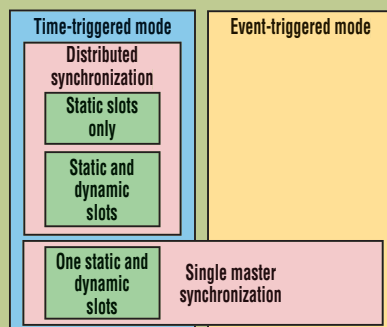 Time-triggered mode
Event-triggered mode
Distributed
synchronization
Static slots
only
Static and
dynamic
slots
One static and
dynamic
slots
Single master
synchronization